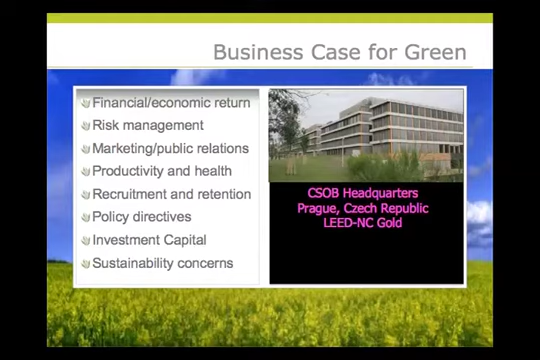 Business Case for Green
Financial/economic return
Risk management
Marketing/public relations
Productivity and health
Recruitment and retention
Policy directives
Investment Capital
Sustainability concerns
CSOB Headquarters
Prague, Czech Republic
LEED-NC Gold